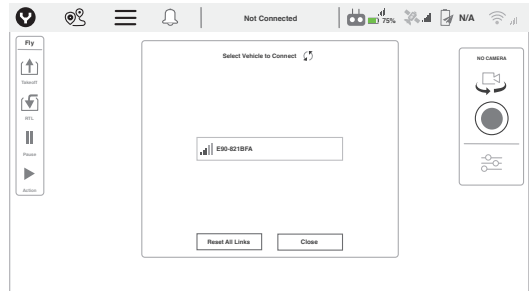 Not Connected
75%
N/A
Fly
Takeoff
RTL
Pause
Action
Select Vehicle to Connect
E90-821BFA
Reset All Links
Close
NO CAMERA